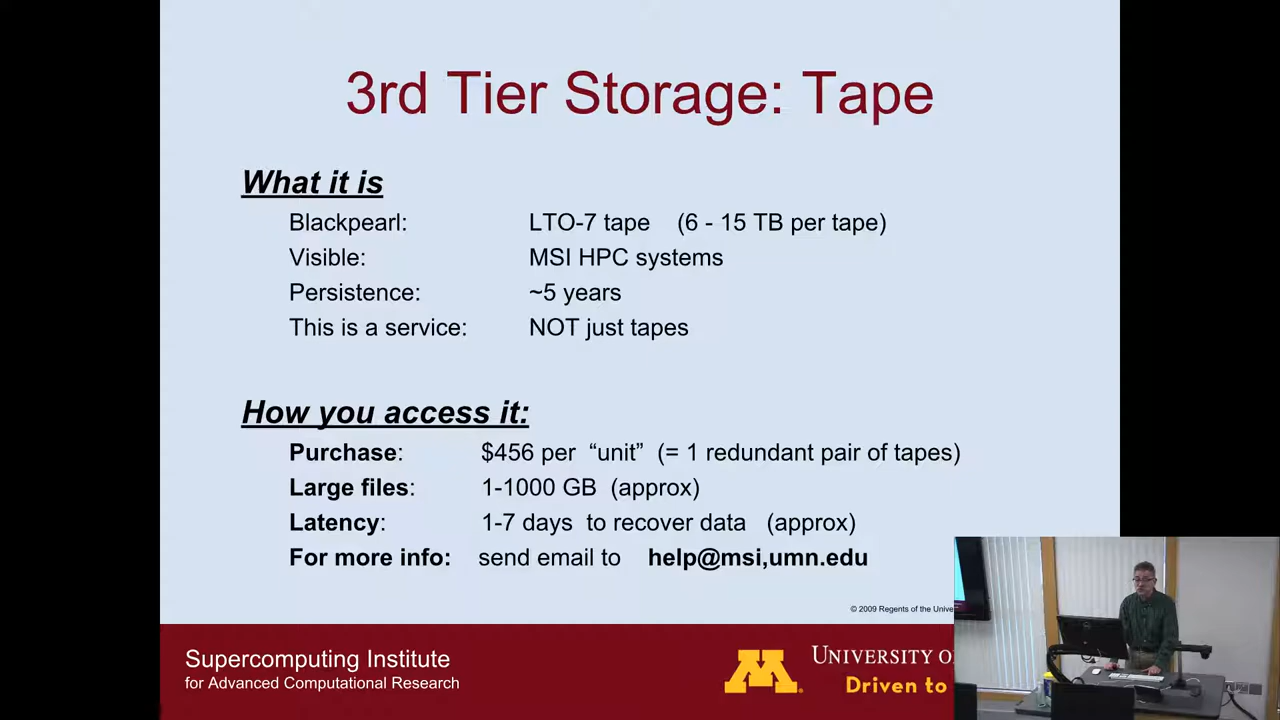 3rd Tier Storage: Tape
What it is
Blackpearl: LTO-7 tape (6 - 15 TB per tape)
Visible: MSI HPC systems
Persistence: ~5 years
This is a service: NOT just tapes
How you access it:
Purchase: $456 per “unit” (= 1 redundant pair of tapes)
Large files: 1-1000 GB (approx)
Latency: 1-7 days to recover data (approx)
For more info: send email to help@msi,umn.edu
© 2009 Regents of the
Supercomputing Institute
for Advanced Computational Research
M
UNIVERSITY OF
Driven to